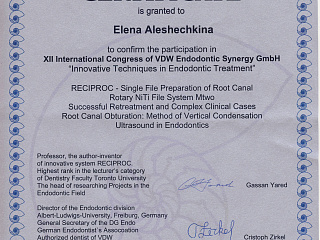 is granted to
Elena Aleshechkina
to confirm the participation in
XII International Congress of VDW Endodontic Synergy GmbH
"Innovative Techniques in Endodontic Treatment"
RECIPROC - Single File Preparation of Root Canal
Rotary NiTi File System Mtwo
Successful Retreatment and Complex Clinical Cases
Root Canal Obturation: Method of Vertical Condensation
Ultrasound in Endodontics
Professor, the author-inventor
of innovative system RECIPROC.
Highest rank in the lecturer's category
of Dentistry Faculty Toronto University
The head of researching Projects in the
Endodontic Field
Gassan Yared
Director of the Endodontic division
Albert-Ludwigs-University, Freiburg, Germany
General Secretary of the DG Endo
German Endodontist's Assocoation
Authorized dentist of VDW
Cristoph Zirkel